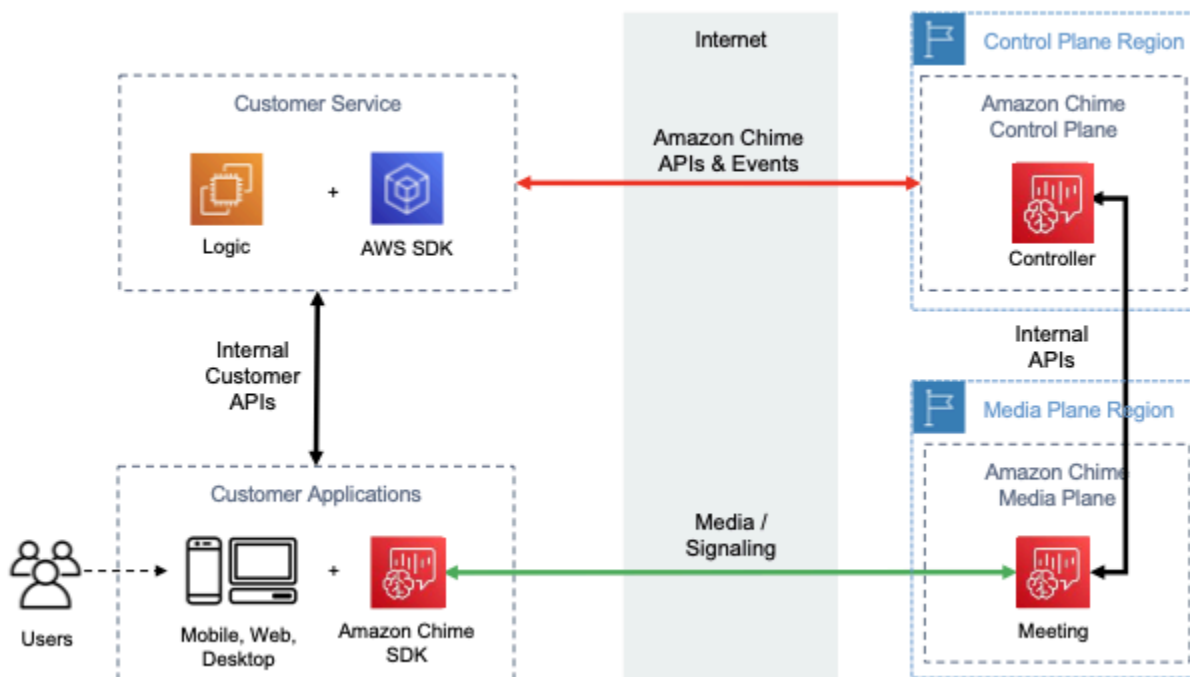 Internet
Control Plane Region
Customer Service
Amazon Chime
Control Plane
Amazon Chime
APIs & Events
+
Logic
AWS SDK
Controller
Internal
Customer
APIs
Internal
APIs
Media Plane Region
Customer Applications
Amazon Chime
Media Plane
Media /
Signaling
+
Users
Mobile, Web,
Desktop
Amazon Chime
SDK
Meeting